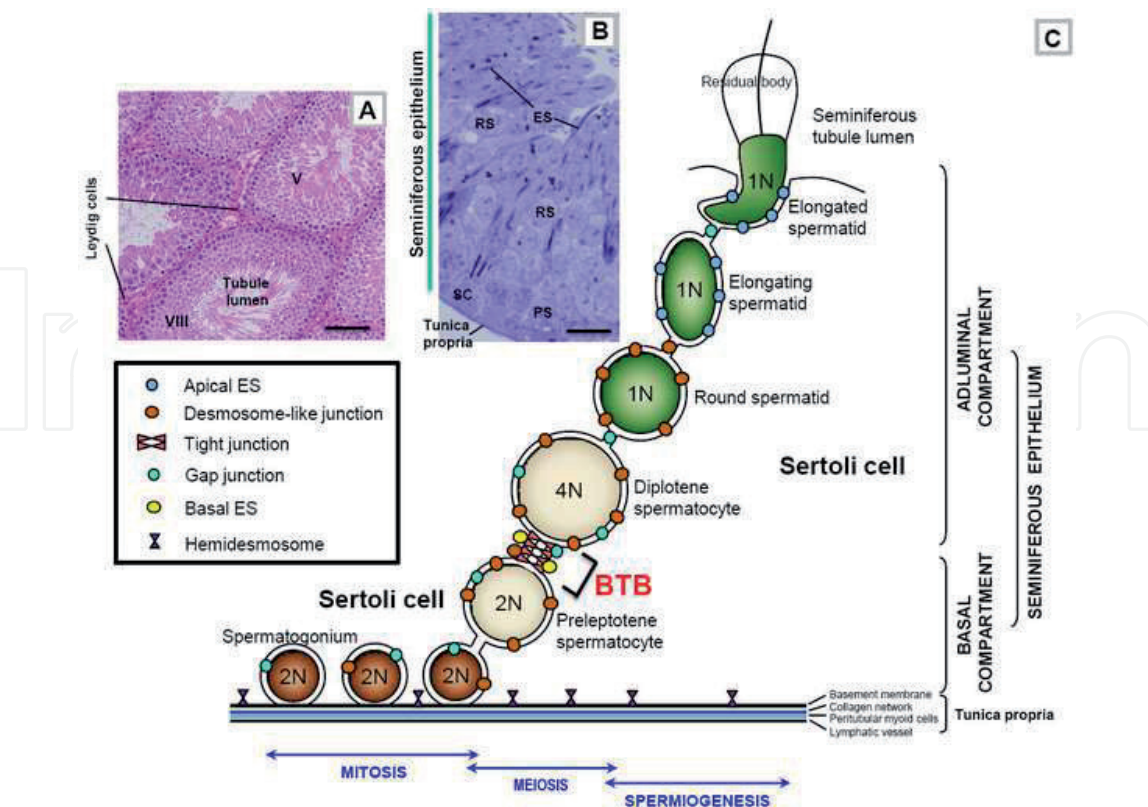 A
V
Leydig cells
Tubule
lumen
VIII
B
Seminiferous epithelium
ES
RS
RS
SC
PS
Tunica
propria
C
Residual body
Seminiferous
tubule lumen
1N
Elongated
spermatid
1N
Elongating
spermatid
1N
Round spermatid
4N
Diplotene
spermatocyte
Sertoli cell
ADLUMINAL
COMPARTMENT
SEMINIFEROUS EPITHELIUM
Apical ES
Desmosome-like junction
Tight junction
Gap junction
Basal ES
Hemidesmosome
BTB
Sertoli cell
2N
Preleptotene
spermatocyte
BASAL
COMPARTMENT
Spermatogonium
2N
2N
2N
Basement membrane
Collagen network
Peritubular myoid cells
Lymphatic vessel
Tunica propria
MITOSIS
MEIOSIS
SPERMIOGENESIS